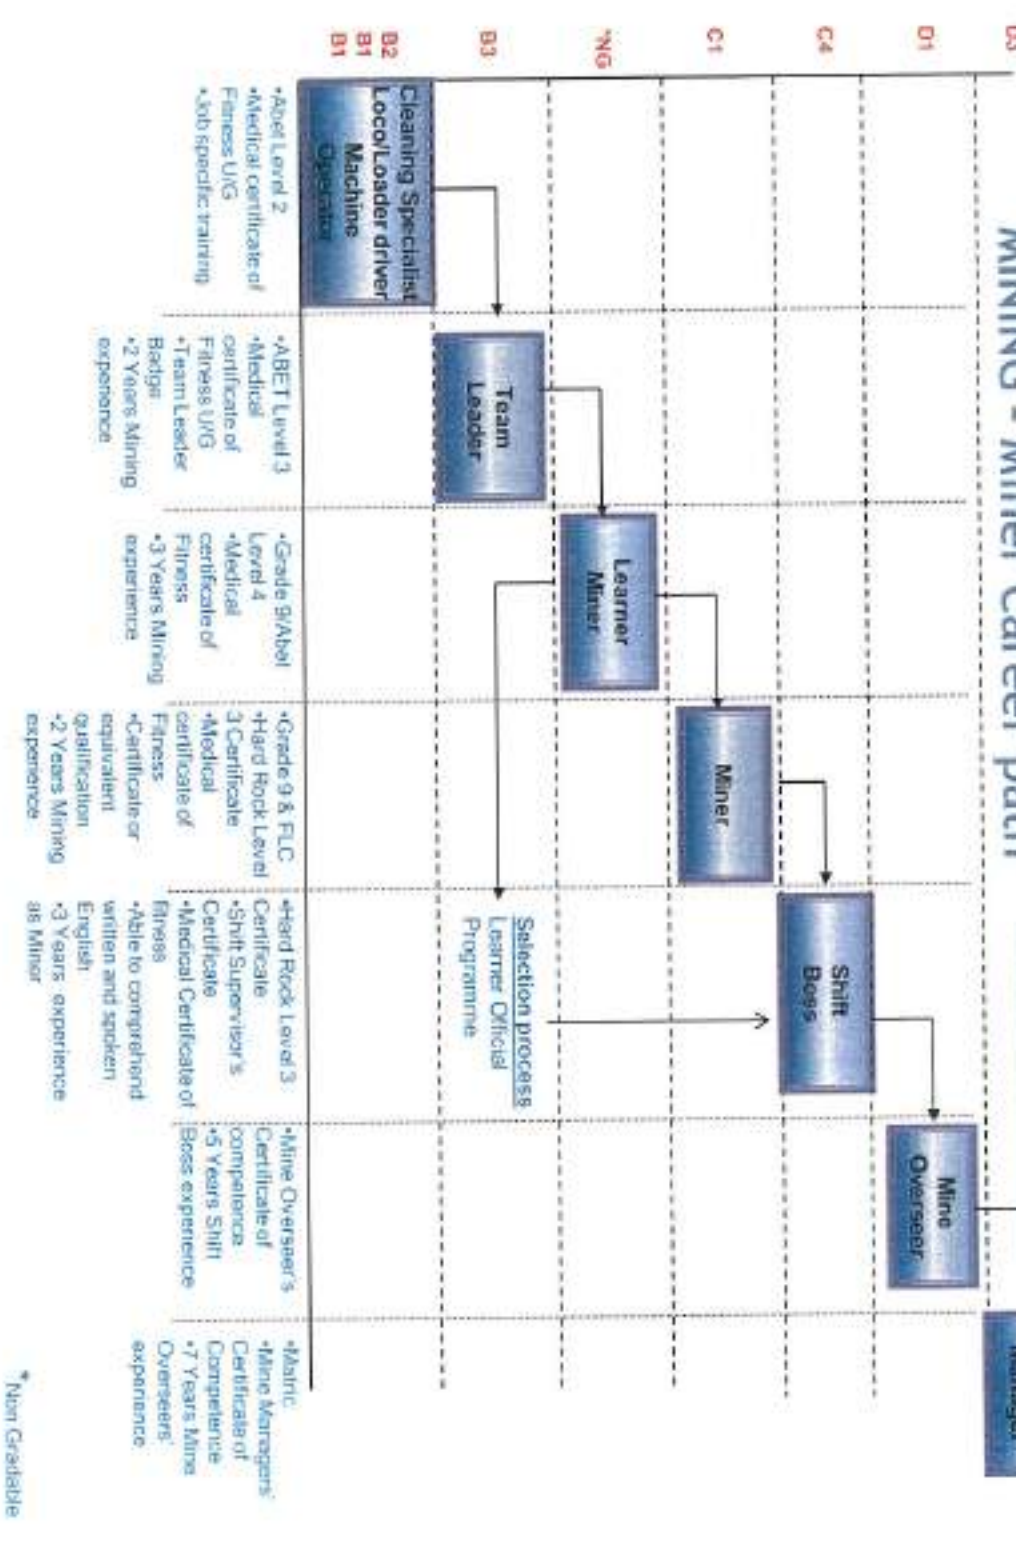 MINING - Miner Career path
D3
D1
C4
C1
*NG
B3
B2
B1
B1
Manager
Mine
Overseer
Shift
Boss
Miner
Learner
Miner
Team
Leader
Cleaning Specialist
Loco/Loader driver
Machine
Operator
Selection process
Learner Official
Programme
•Abet Level 2
•Medical certificate of
Fitness U/G
•Job specific training
•ABET Level 3
•Medical
certificate of
Fitness U/G
•Team Leader
Badge
•2 Years Mining
experience
•Grade 9/Abet
Level 4
•Medical
certificate of
Fitness
•3 Years Mining
experience
•Grade 9 & FLC
•Hard Rock Level
3 Certificate
•Medical
certificate of
Fitness
•Certificate or
equivalent
qualification
•2 Years Mining
experience
•Hard Rock Level 3
Certificate
•Shift Supervisor's
Certificate
•Medical Certificate of
fitness
•Able to comprehend
written and spoken
English
•3 Years experience
as Miner
•Mine Overseer's
Certificate of
competence
•5 Years Shift
Boss experience
•Matric
•Mine Managers'
Certificate of
Competence
•7 Years Mine
Overseers'
experience
*Non Gradable